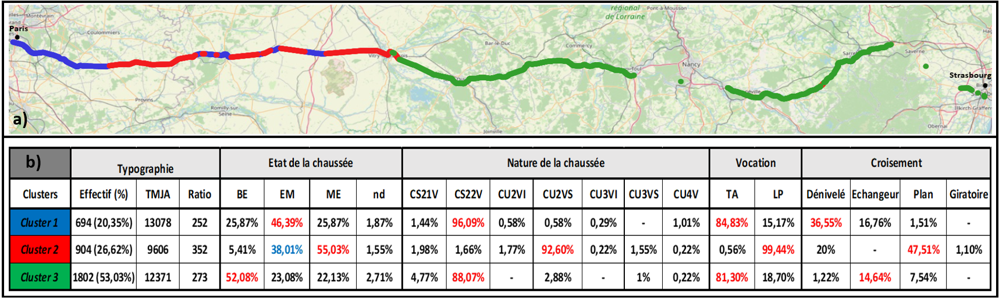 Montévrain
Pont-à-Mousson
régional
de Lorraine
Paris
Coulommiers
Bar-le-Duc
Commercy
Saverne
Nancy
Toul
Strasbourg
Provins
Romilly-sur-
Seine
Illkirch-Graffens
Obernai
Joinville
a)
b) Typographie Etat de la chaussée Nature de la chaussée Vocation Croisement
Clusters Effectif (%) TMJA Ratio BE EM ME nd CS21V CS22V CU2VI CU2VS CU3VI CU3VS CU4V TA LP Dénivelé Echangeur Plan Giratoire
Cluster 1 694 (20,35%) 13078 252 25,87% 46,39% 25,87% 1,87% 1,44% 96,09% 0,58% 0,58% 0,29% - 1,01% 84,83% 15,17% 36,55% 16,76% 1,51% -
Cluster 2 904 (26,62%) 9606 352 5,41% 38,01% 55,03% 1,55% 1,98% 1,66% 1,77% 92,60% 0,22% 1,55% 0,22% 0,56% 99,44% 20% - 47,51% 1,10%
Cluster 3 1802 (53,03%) 12371 273 52,08% 23,08% 22,13% 2,71% 4,77% 88,07% - 2,88% - 1% 0,22% 81,30% 18,70% 1,22% 14,64% 7,54% -